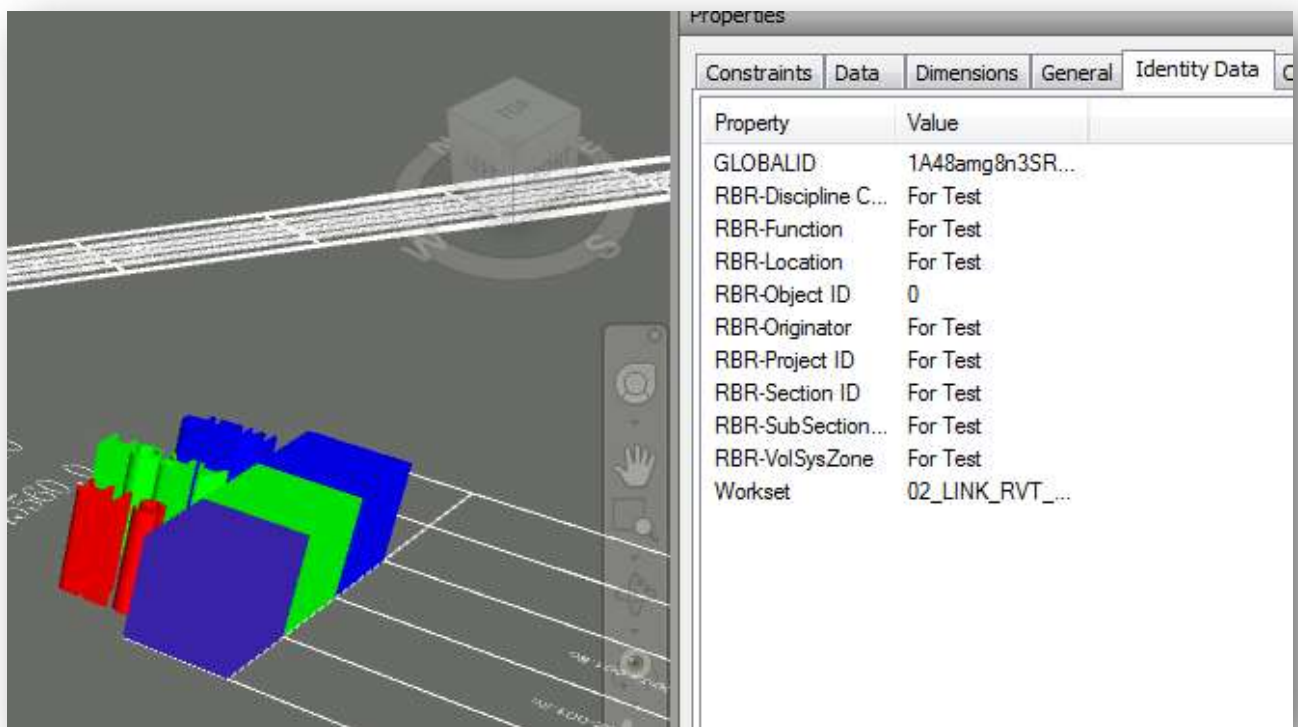 Properties
Constraints Data Dimensions General Identity Data
Property Value
GLOBALID 1A48amg8n3SR...
RBR-Discipline C... For Test
RBR-Function For Test
RBR-Location For Test
RBR-Object ID 0
RBR-Originator For Test
RBR-Project ID For Test
RBR-Section ID For Test
RBR-SubSection... For Test
RBR-VolSysZone For Test
Workset 02_LINK_RVT_...
TOP
W
S